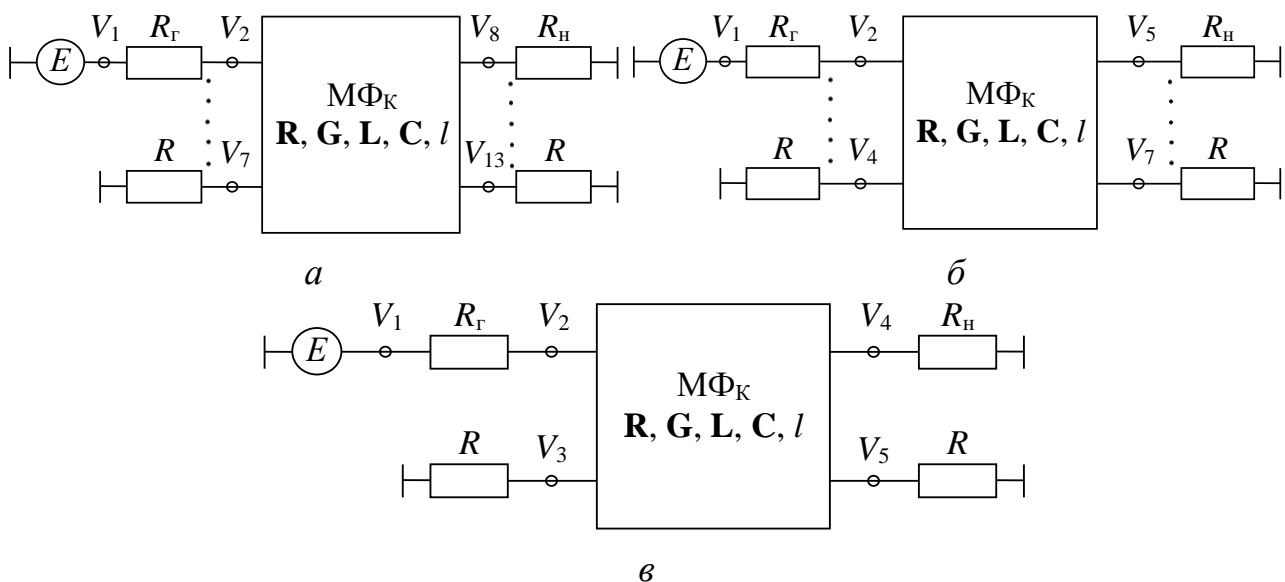 V1 Rг V2 V8 Rн V1 Rг V2 V5 Rн
E E
МФК МФК
R, G, L, C, l R, G, L, C, l
R V7 V13 R R V4 V7 R
а б
V1 Rг V2 V4 Rн
E
МФК
R, G, L, C, l
R V3 V5 R
в